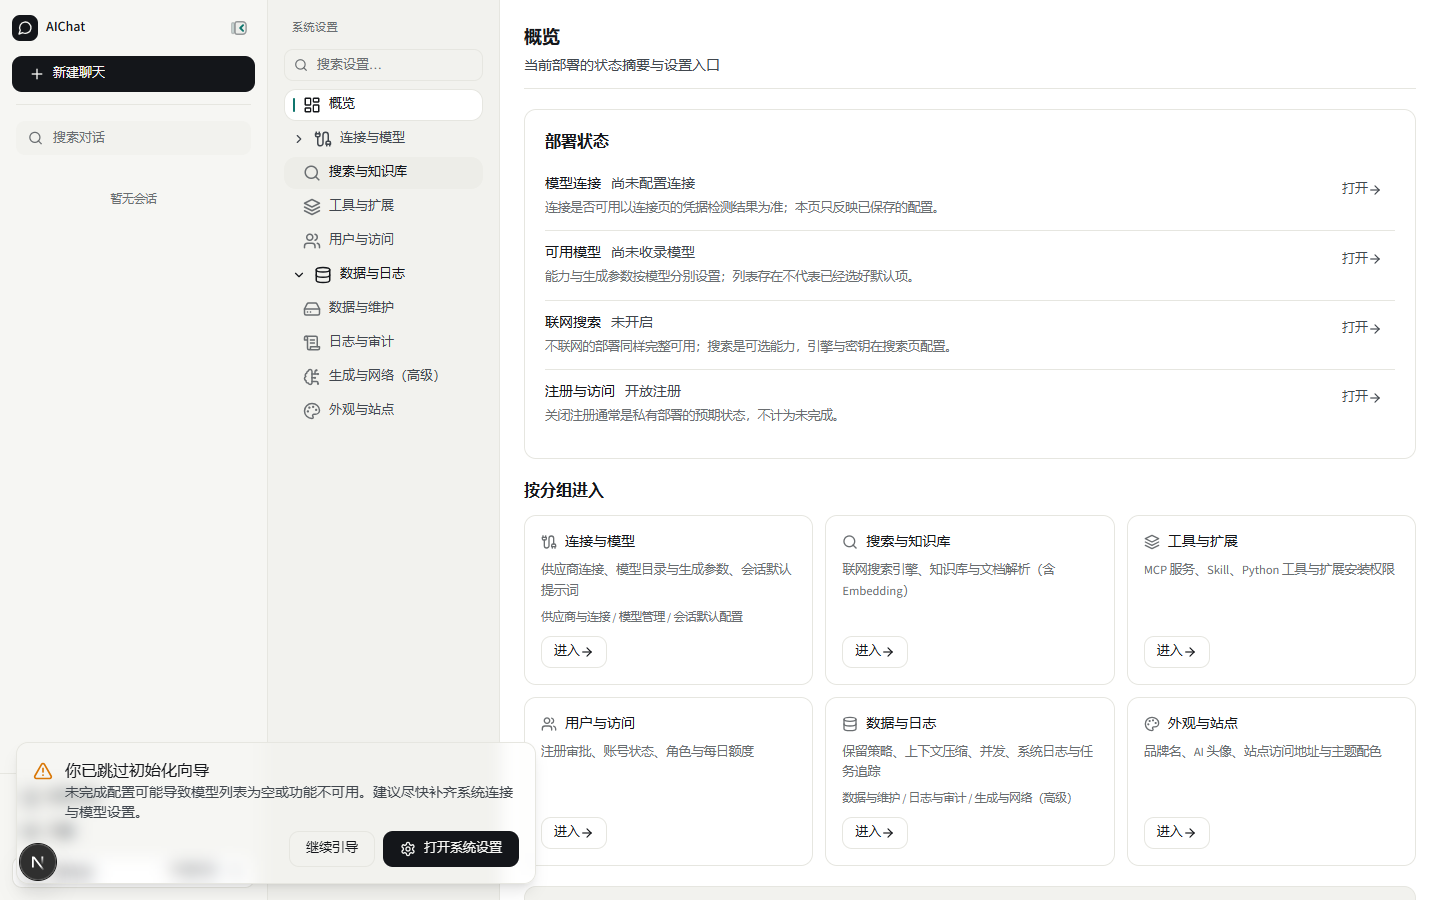 AIChat
新建聊天
搜索对话
暂无会话
系统设置
搜索设置...
概览
连接与模型
搜索与知识库
工具与扩展
用户与访问
数据与日志
数据与维护
日志与审计
生成与网络（高级）
外观与站点
概览
当前部署的状态摘要与设置入口
部署状态
模型连接 尚未配置连接
连接是否可用以连接页的凭据检测结果为准；本页只反映已保存的配置。
打开→
可用模型 尚未收录模型
能力与生成参数按模型分别设置；列表存在不代表已经选好默认项。
打开→
联网搜索 未开启
不联网的部署同样完整可用；搜索是可选能力，引擎与密钥在搜索页配置。
打开→
注册与访问 开放注册
关闭注册通常是私有部署的预期状态，不计为未完成。
打开→
按分组进入
连接与模型
供应商连接、模型目录与生成参数、会话默认
提示词
供应商与连接 / 模型管理 / 会话默认配置
进入→
搜索与知识库
联网搜索引擎、知识库与文档解析（含
Embedding）
进入→
工具与扩展
MCP 服务、Skill、Python 工具与扩展安装权限
进入→
用户与访问
注册审批、账号状态、角色与每日额度
进入→
数据与日志
保留策略、上下文压缩、并发、系统日志与任
务追踪
数据与维护 / 日志与审计 / 生成与网络（高级）
进入→
外观与站点
品牌名、AI 头像、站点访问地址与主题配色
进入→
你已跳过初始化向导
未完成配置可能导致模型列表为空或功能不可用。建议尽快补齐系统连接
与模型设置。
继续引导
打开系统设置
N